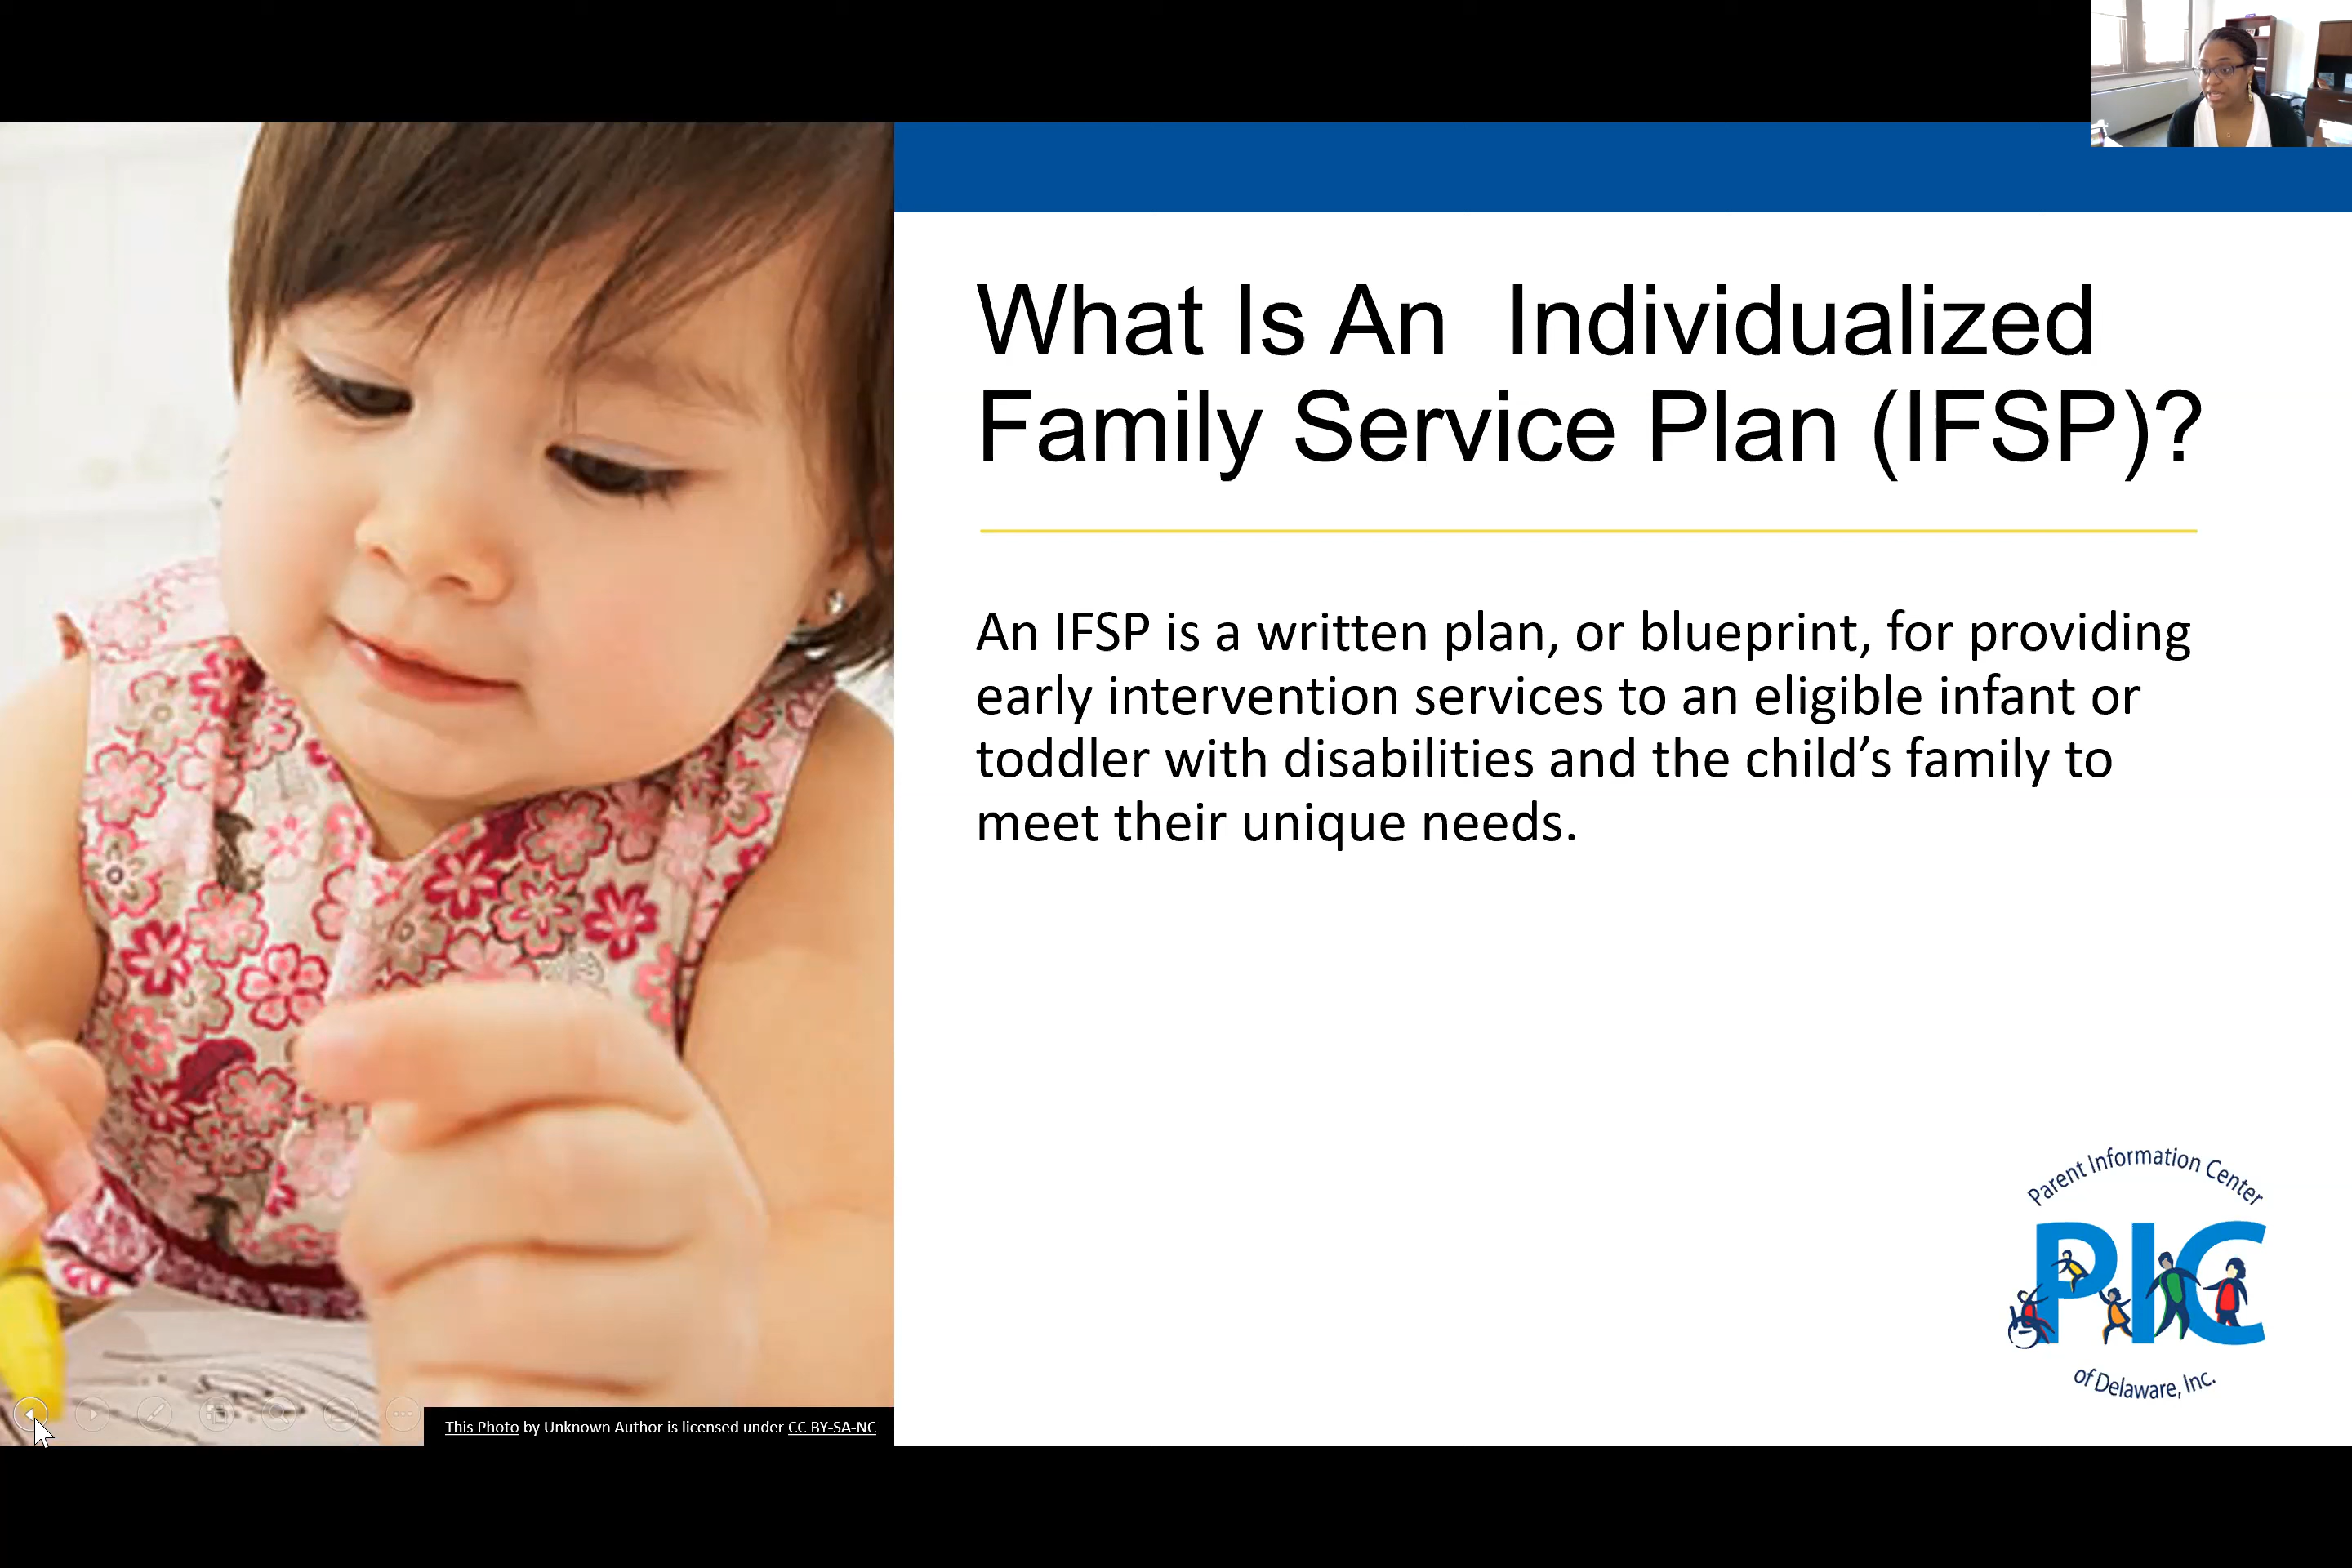 What Is An  Individualized
Family Service Plan (IFSP)?
An IFSP is a written plan, or blueprint, for providing
early intervention services to an eligible infant or
toddler with disabilities and the child’s family to
meet their unique needs.
Parent Information Center
PIC
of Delaware, Inc.
This Photo by Unknown Author is licensed under CC BY-SA-NC